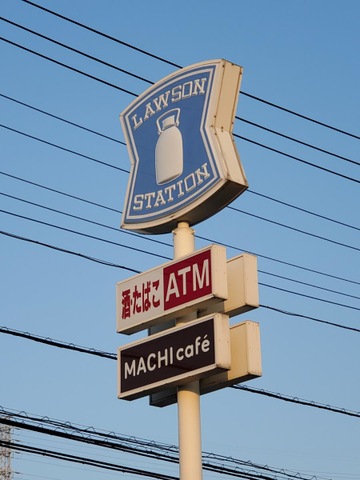 LAWSON
STATION
酒・たばこ ATM
MACHI café